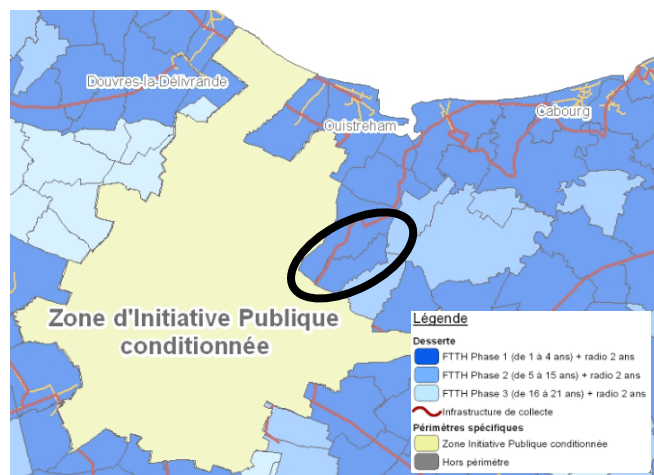 Douvres-la-Délivrande
Ouistreham
Cabourg
Zone d'Initiative Publique
conditionnée
Légende
Desserte
FTTH Phase 1 (de 1 à 4 ans) + radio 2 ans
FTTH Phase 2 (de 5 à 15 ans) + radio 2 ans
FTTH Phase 3 (de 16 à 21 ans) + radio 2 ans
Infrastructure de collecte
Périmètres spécifiques
Zone Initiative Publique conditionnée
Hors périmètre